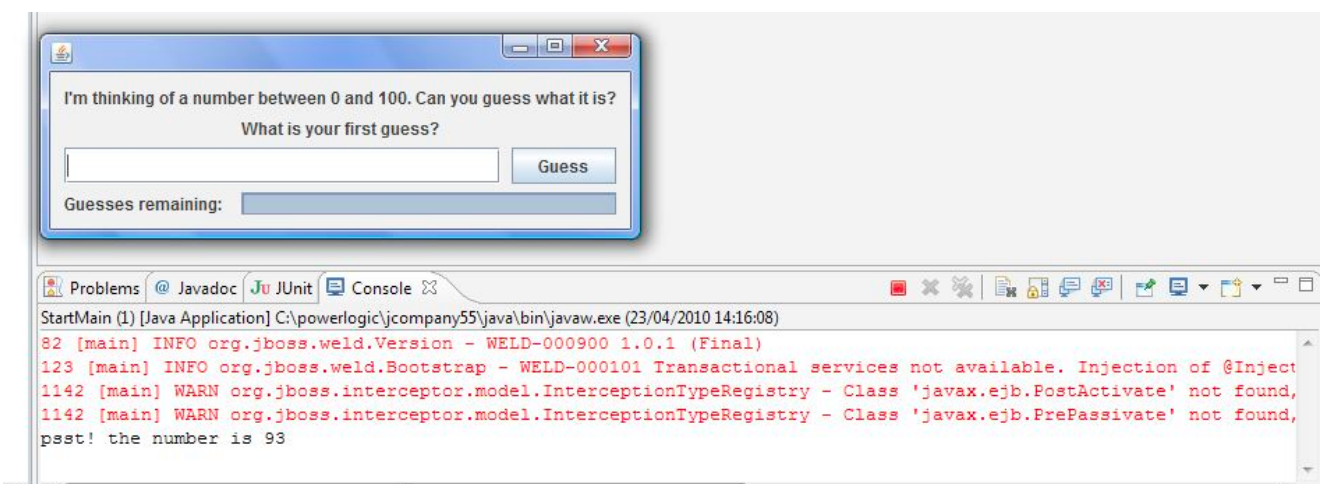 I'm thinking of a number between 0 and 100. Can you guess what it is?
What is your first guess?
Guess
Guesses remaining:
Problems @ Javadoc JU JUnit Console
StartMain (1) [Java Application] C:\powerlogic\jcompany55\java\bin\javaw.exe (23/04/2010 14:16:08)
82 [main] INFO org.jboss.weld.Version - WELD-000900 1.0.1 (Final)
123 [main] INFO org.jboss.weld.Bootstrap - WELD-000101 Transactional services not available. Injection of @Inject
1142 [main] WARN org.jboss.interceptor.model.InterceptionTypeRegistry - Class 'javax.ejb.PostActivate' not found,
1142 [main] WARN org.jboss.interceptor.model.InterceptionTypeRegistry - Class 'javax.ejb.PrePassivate' not found,
psst! the number is 93